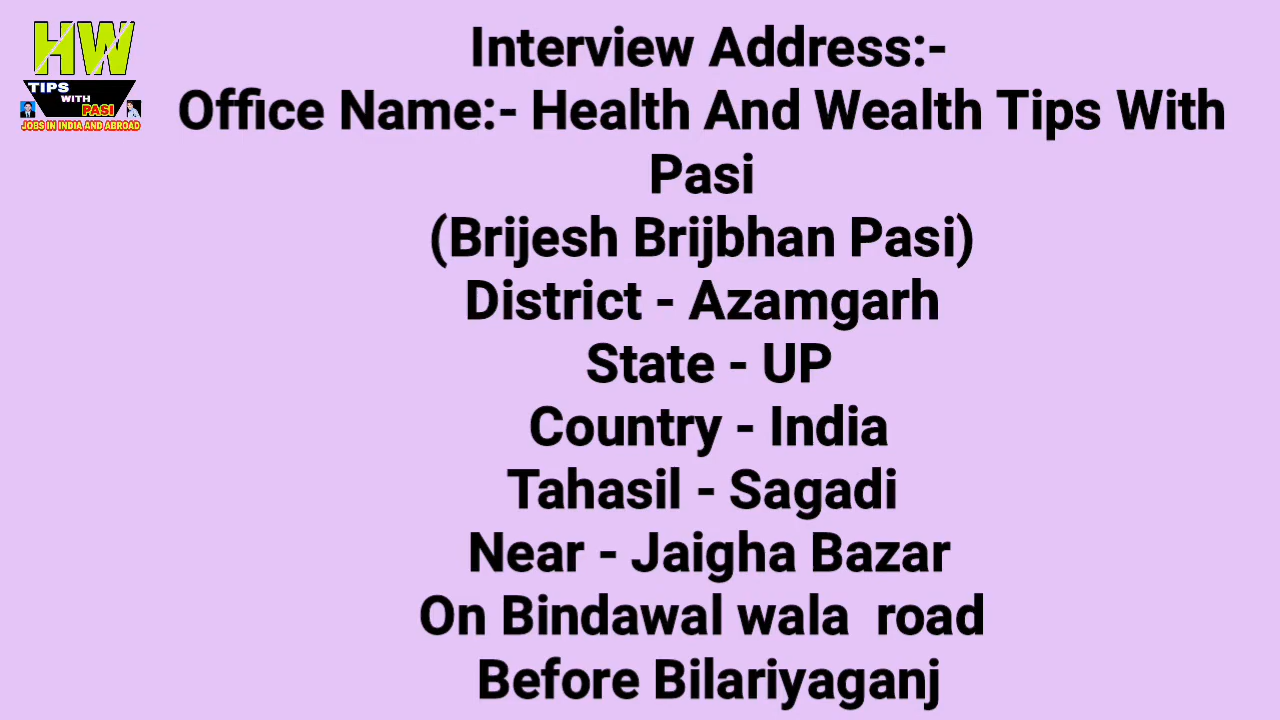 HW
TIPS
WITH
PASI
JOBS IN INDIA AND ABROAD
Interview Address:-
Office Name:- Health And Wealth Tips With
Pasi
(Brijesh Brijbhan Pasi)
District - Azamgarh
State - UP
Country - India
Tahasil - Sagadi
Near - Jaigha Bazar
On Bindawal wala  road
Before Bilariyaganj